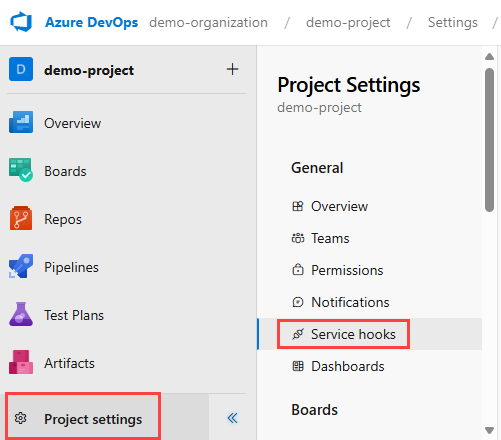 Azure DevOps demo-organization / demo-project / Settings /
D demo-project +
Overview
Boards
Repos
Pipelines
Test Plans
Artifacts
Project settings
Project Settings
demo-project
General
Overview
Teams
Permissions
Notifications
Service hooks
Dashboards
Boards